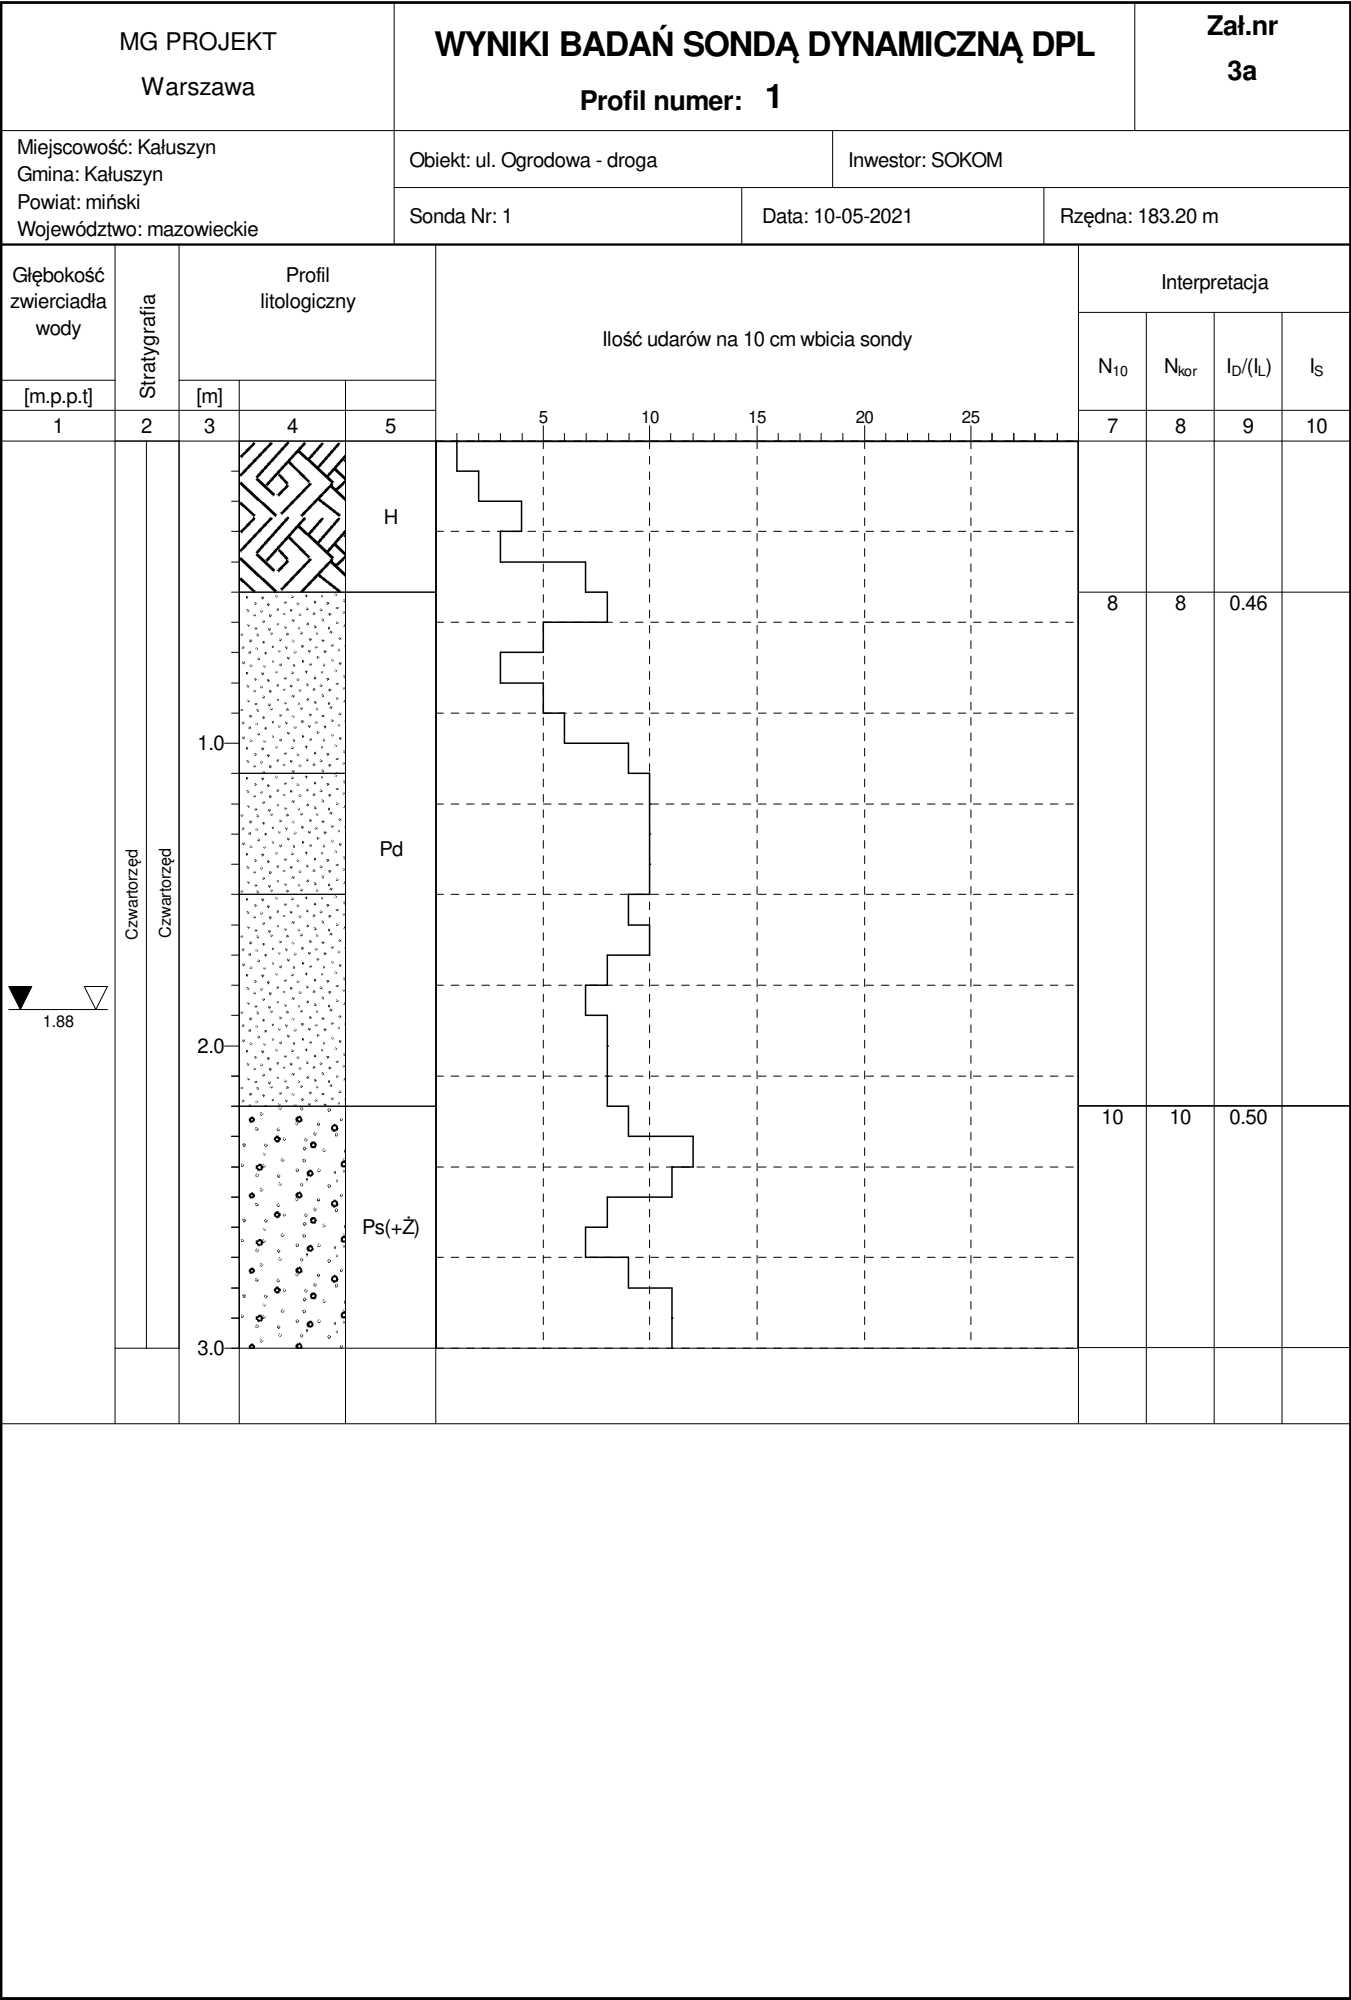 MG PROJEKT
Warszawa
WYNIKI BADAŃ SONDĄ DYNAMICZNĄ DPL
Profil numer: 1
Zał.nr
3a
Miejscowość: Kałuszyn
Gmina: Kałuszyn
Powiat: miński
Województwo: mazowieckie
Obiekt: ul. Ogrodowa - droga
Inwestor: SOKOM
Sonda Nr: 1
Data: 10-05-2021
Rzędna: 183.20 m
Głębokość
zwierciadła
wody
[m.p.p.t]
Stratygrafia
Profil
litologiczny
[m]
Ilość udarów na 10 cm wbicia sondy
Interpretacja
N10
Nkor
ID/(IL)
IS
1 2 3 4 5
5 10 15 20 25
7 8 9 10
H
8 8 0.46
1.0
Pd
Czwartorzęd
Czwartorzęd
1.88
2.0
10 10 0.50
Ps(+Ż)
3.0